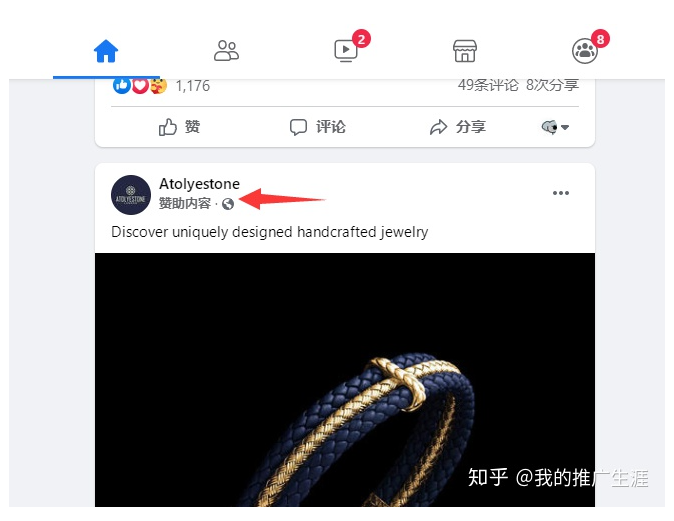 2
8
1,176
49条评论 8次分享
赞
评论
分享
Atolyestone
赞助内容 ·
ATOLYESTONE
Discover uniquely designed handcrafted jewelry
知乎 @我的推广生涯